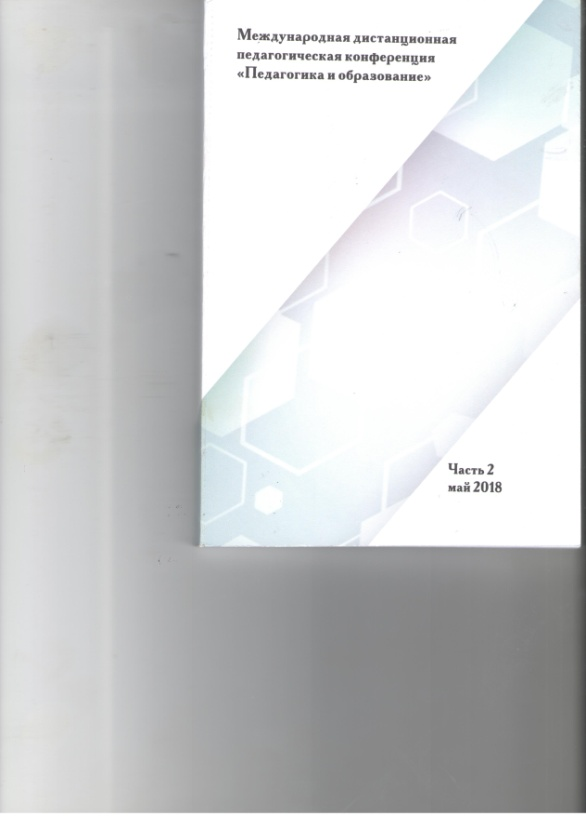 Международная дистанционная
педагогическая конференция
«Педагогика и образование»
Часть 2
май 2018